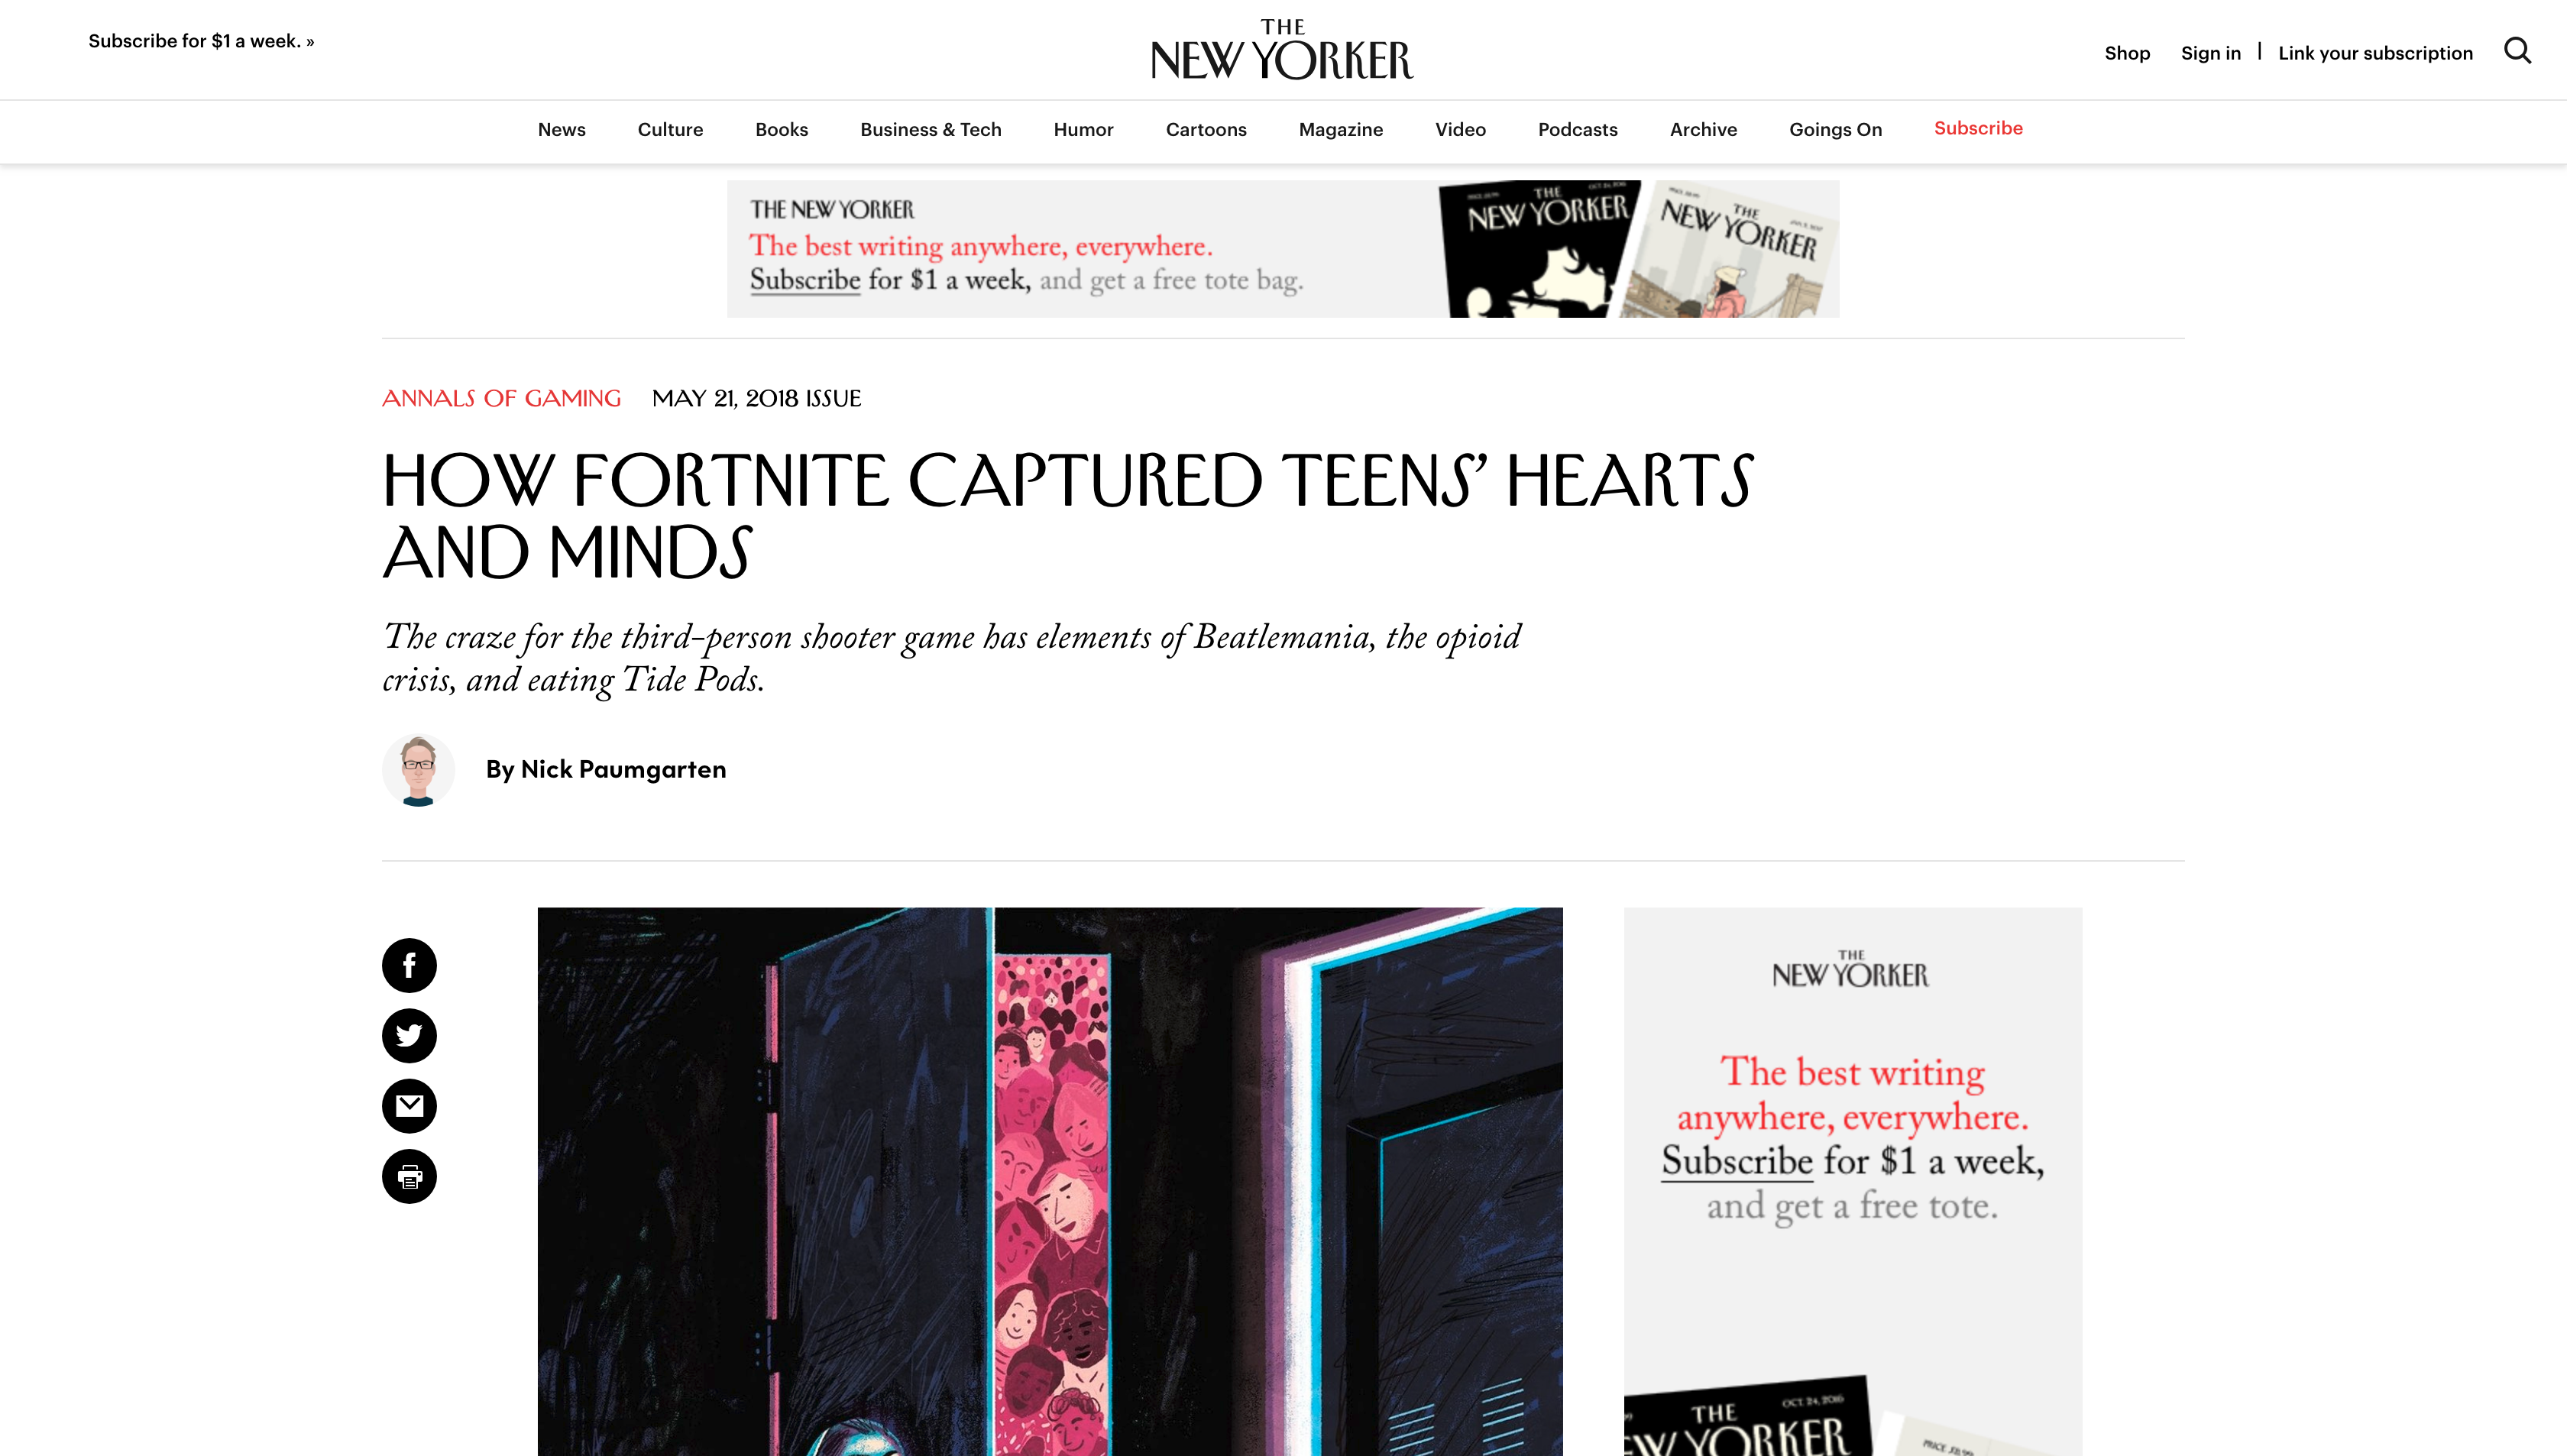 Subscribe for $1 a week. »
THE
NEW YORKER
Shop Sign in | Link your subscription
News Culture Books Business & Tech Humor Cartoons Magazine Video Podcasts Archive Goings On Subscribe
THE NEW YORKER
The best writing anywhere, everywhere.
Subscribe for $1 a week, and get a free tote bag.
THE
NEW YORKER
THE
NEW YORKER
ANNALS OF GAMING MAY 21, 2018 ISSUE
HOW FORTNITE CAPTURED TEENS’ HEARTS
AND MINDS
The craze for the third-person shooter game has elements of Beatlemania, the opioid
crisis, and eating Tide Pods.
By Nick Paumgarten
THE
NEW YORKER
The best writing
anywhere, everywhere.
Subscribe for $1 a week,
and get a free tote.
OCT. 24, 2016
THE
NEW YORKER